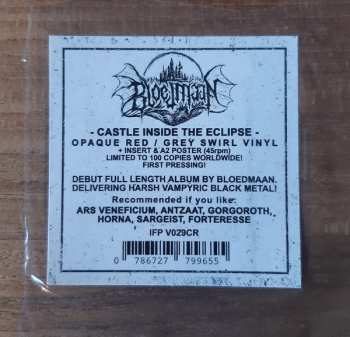 BLOEDMAAN
- CASTLE INSIDE THE ECLIPSE -
OPAQUE RED / GREY SWIRL VINYL
+ INSERT & A2 POSTER (45rpm)
LIMITED TO 100 COPIES WORLDWIDE!
FIRST PRESSING!
DEBUT FULL LENGTH ALBUM BY BLOEDMAAN.
DELIVERING HARSH VAMPYRIC BLACK METAL!
Recommended if you like:
ARS VENEFICIUM, ANTZAAT, GORGOROTH,
HORNA, SARGEIST, FORTERESSE
IFP V029CR
0 786727 799655